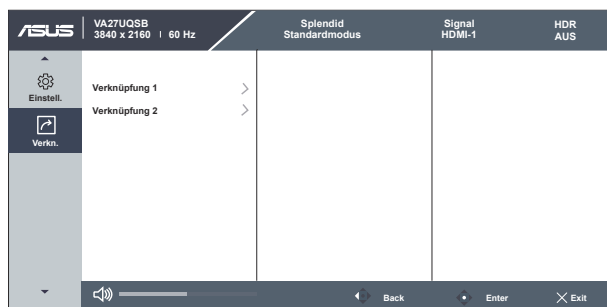 ASUS
VA27UQSB
3840 x 2160 | 60 Hz
Splendid
Standardmodus
Signal
HDMI-1
HDR
AUS
Einstell.
Verkn.
Verknüpfung 1
Verknüpfung 2
Back
Enter
Exit